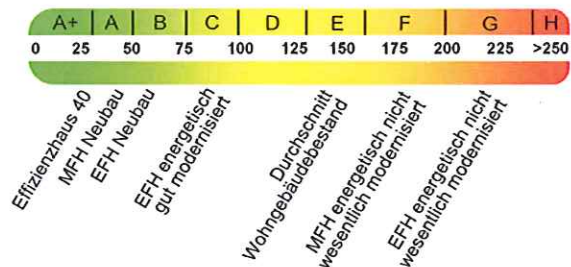 A+ A B C D E F G H
0 25 50 75 100 125 150 175 200 225 >250
Effizienzhaus 40
MFH Neubau
EFH Neubau
EFH energetisch
gut modernisiert
Durchschnitt
Wohngebäudebestand
MFH energetisch nicht
wesentlich modernisiert
EFH energetisch nicht
wesentlich modernisiert